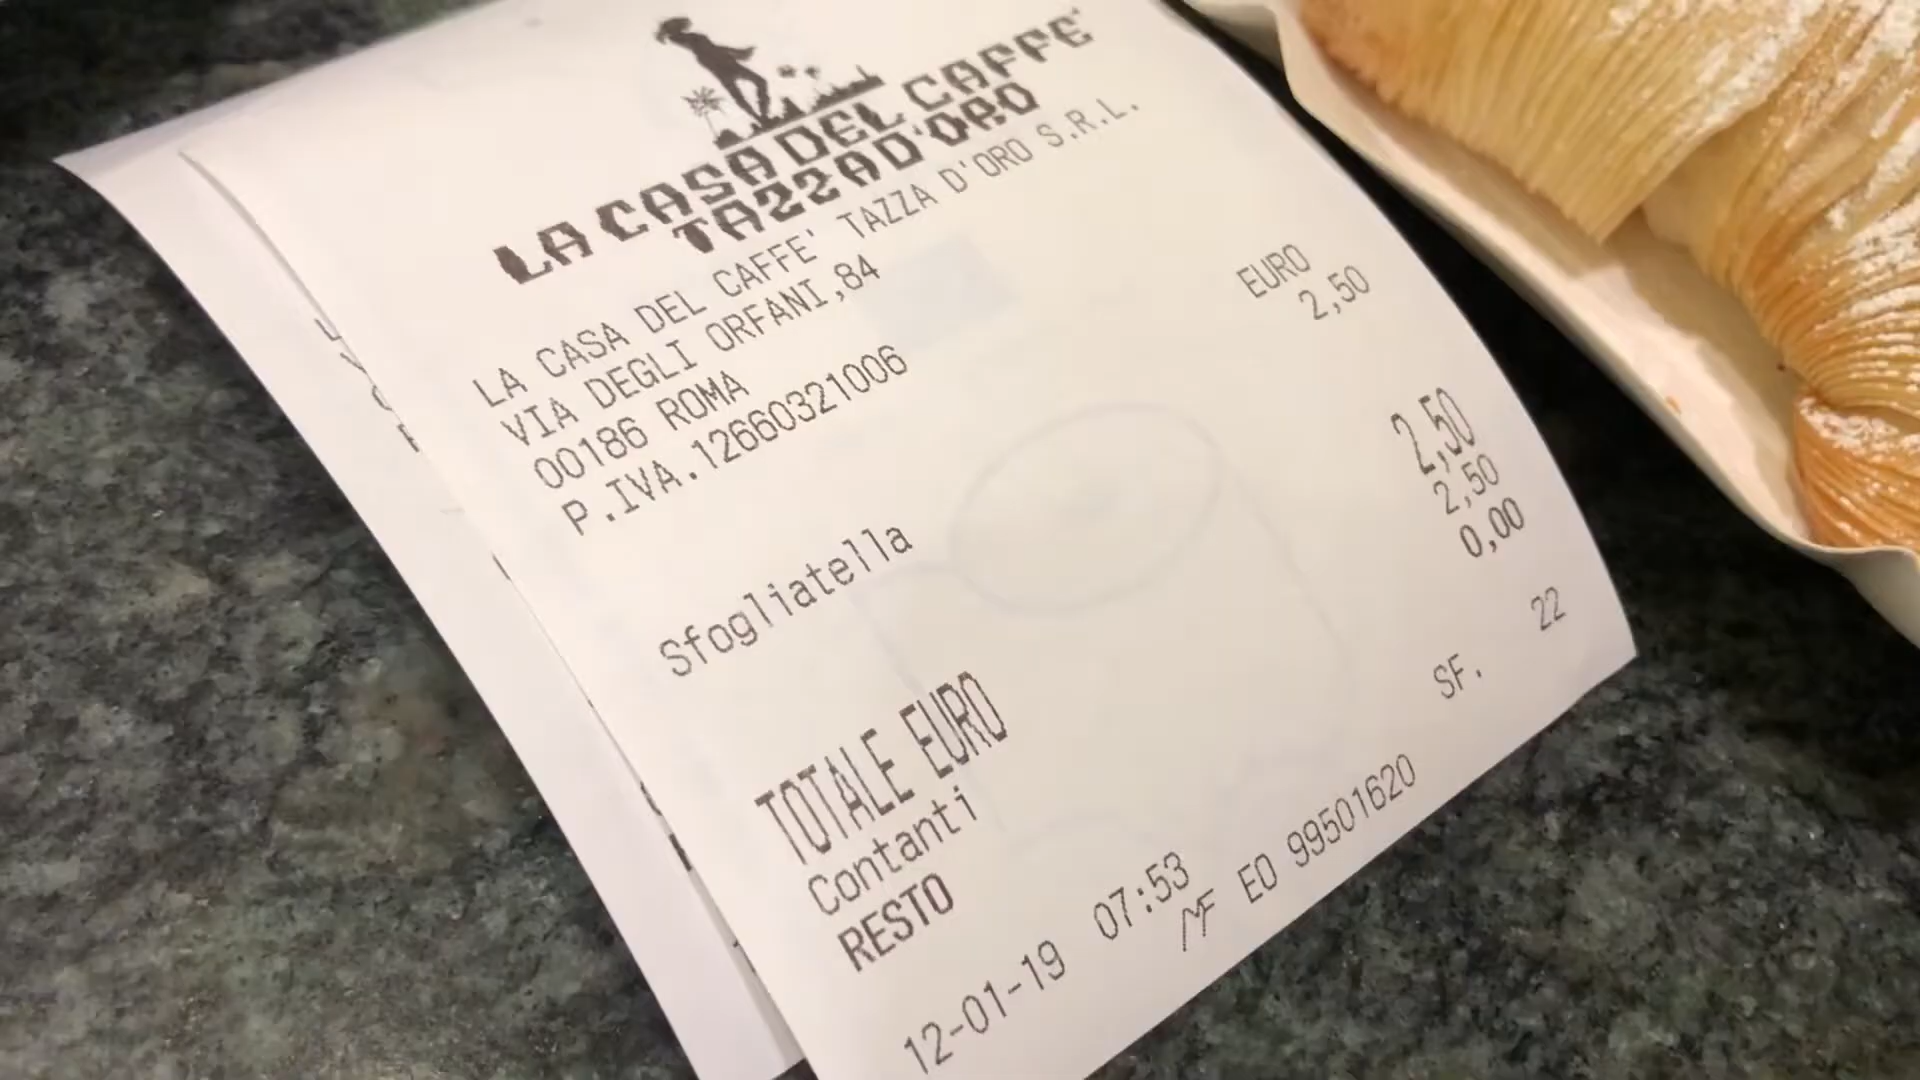 LA CASA DEL CAFFE'
TAZZA D'ORO
LA CASA DEL CAFFE' TAZZA D'ORO S.R.L.
VIA DEGLI ORFANI,84
00186 ROMA
P.IVA.12660321006
EURO
Sfogliatella 2,50
TOTALE EURO 2,50
Contanti 2,50
RESTO 0,00
22
12-01-19 07:53 SF.
MF EO 99501620